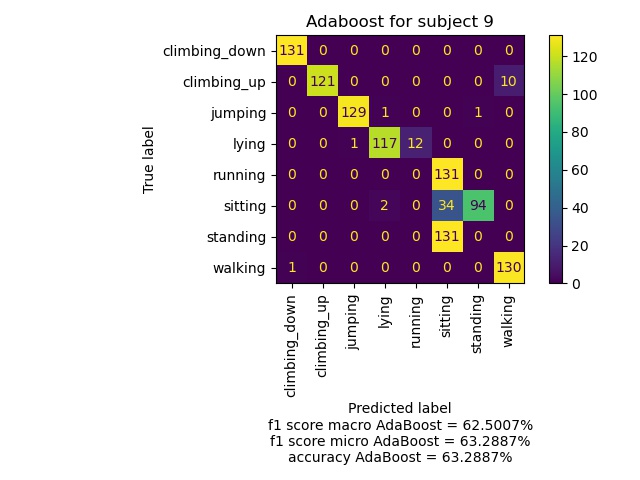 Adaboost for subject 9
True label
climbing_down 131 0 0 0 0 0 0 0
climbing_up 0 121 0 0 0 0 0 10
jumping 0 0 129 1 0 0 1 0
lying 0 0 1 117 12 0 0 0
running 0 0 0 0 0 131 0 0
sitting 0 0 0 2 0 34 94 0
standing 0 0 0 0 0 131 0 0
walking 1 0 0 0 0 0 0 130
climbing_down climbing_up jumping lying running sitting standing walking
Predicted label
f1 score macro AdaBoost = 62.5007%
f1 score micro AdaBoost = 63.2887%
accuracy AdaBoost = 63.2887%
120
100
80
60
40
20
0